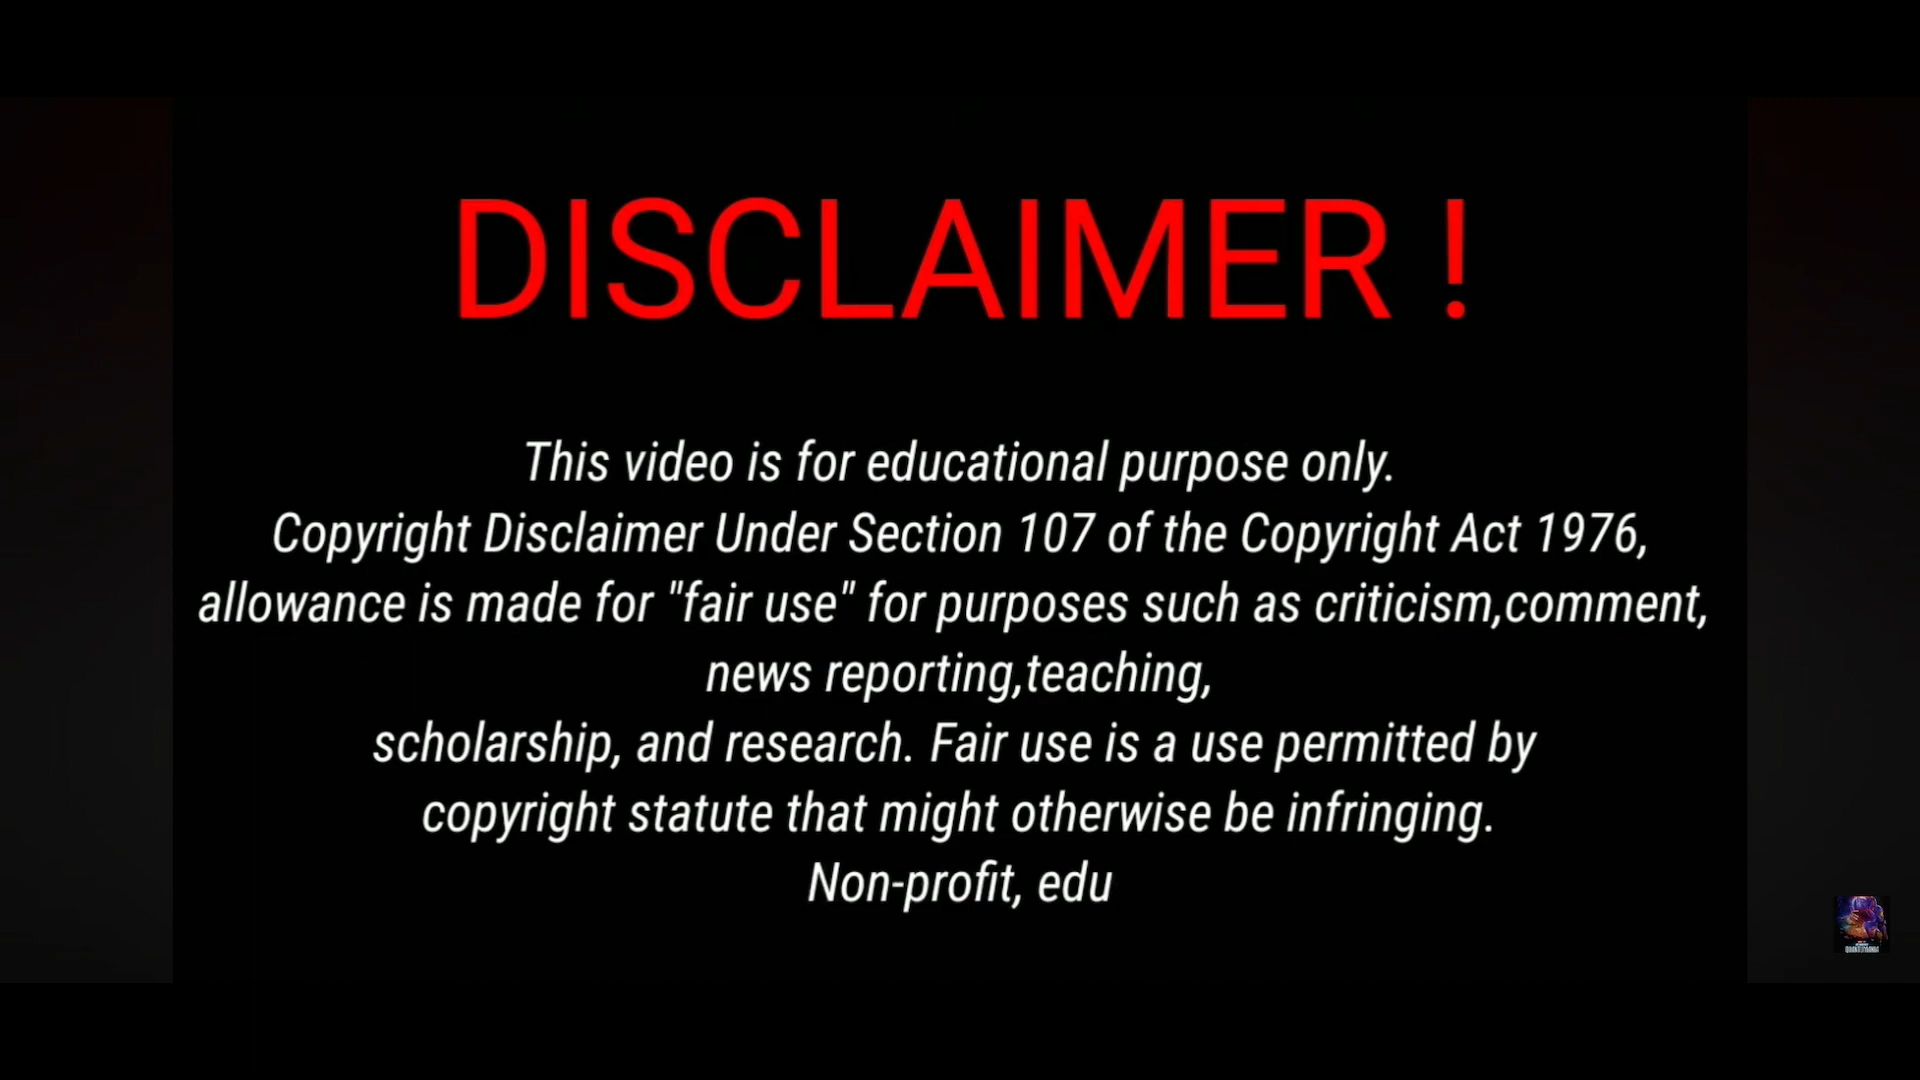 DISCLAIMER !
This video is for educational purpose only.
Copyright Disclaimer Under Section 107 of the Copyright Act 1976,
allowance is made for "fair use" for purposes such as criticism,comment,
news reporting,teaching,
scholarship, and research. Fair use is a use permitted by
copyright statute that might otherwise be infringing.
Non-profit, edu
QUANTUMANIA